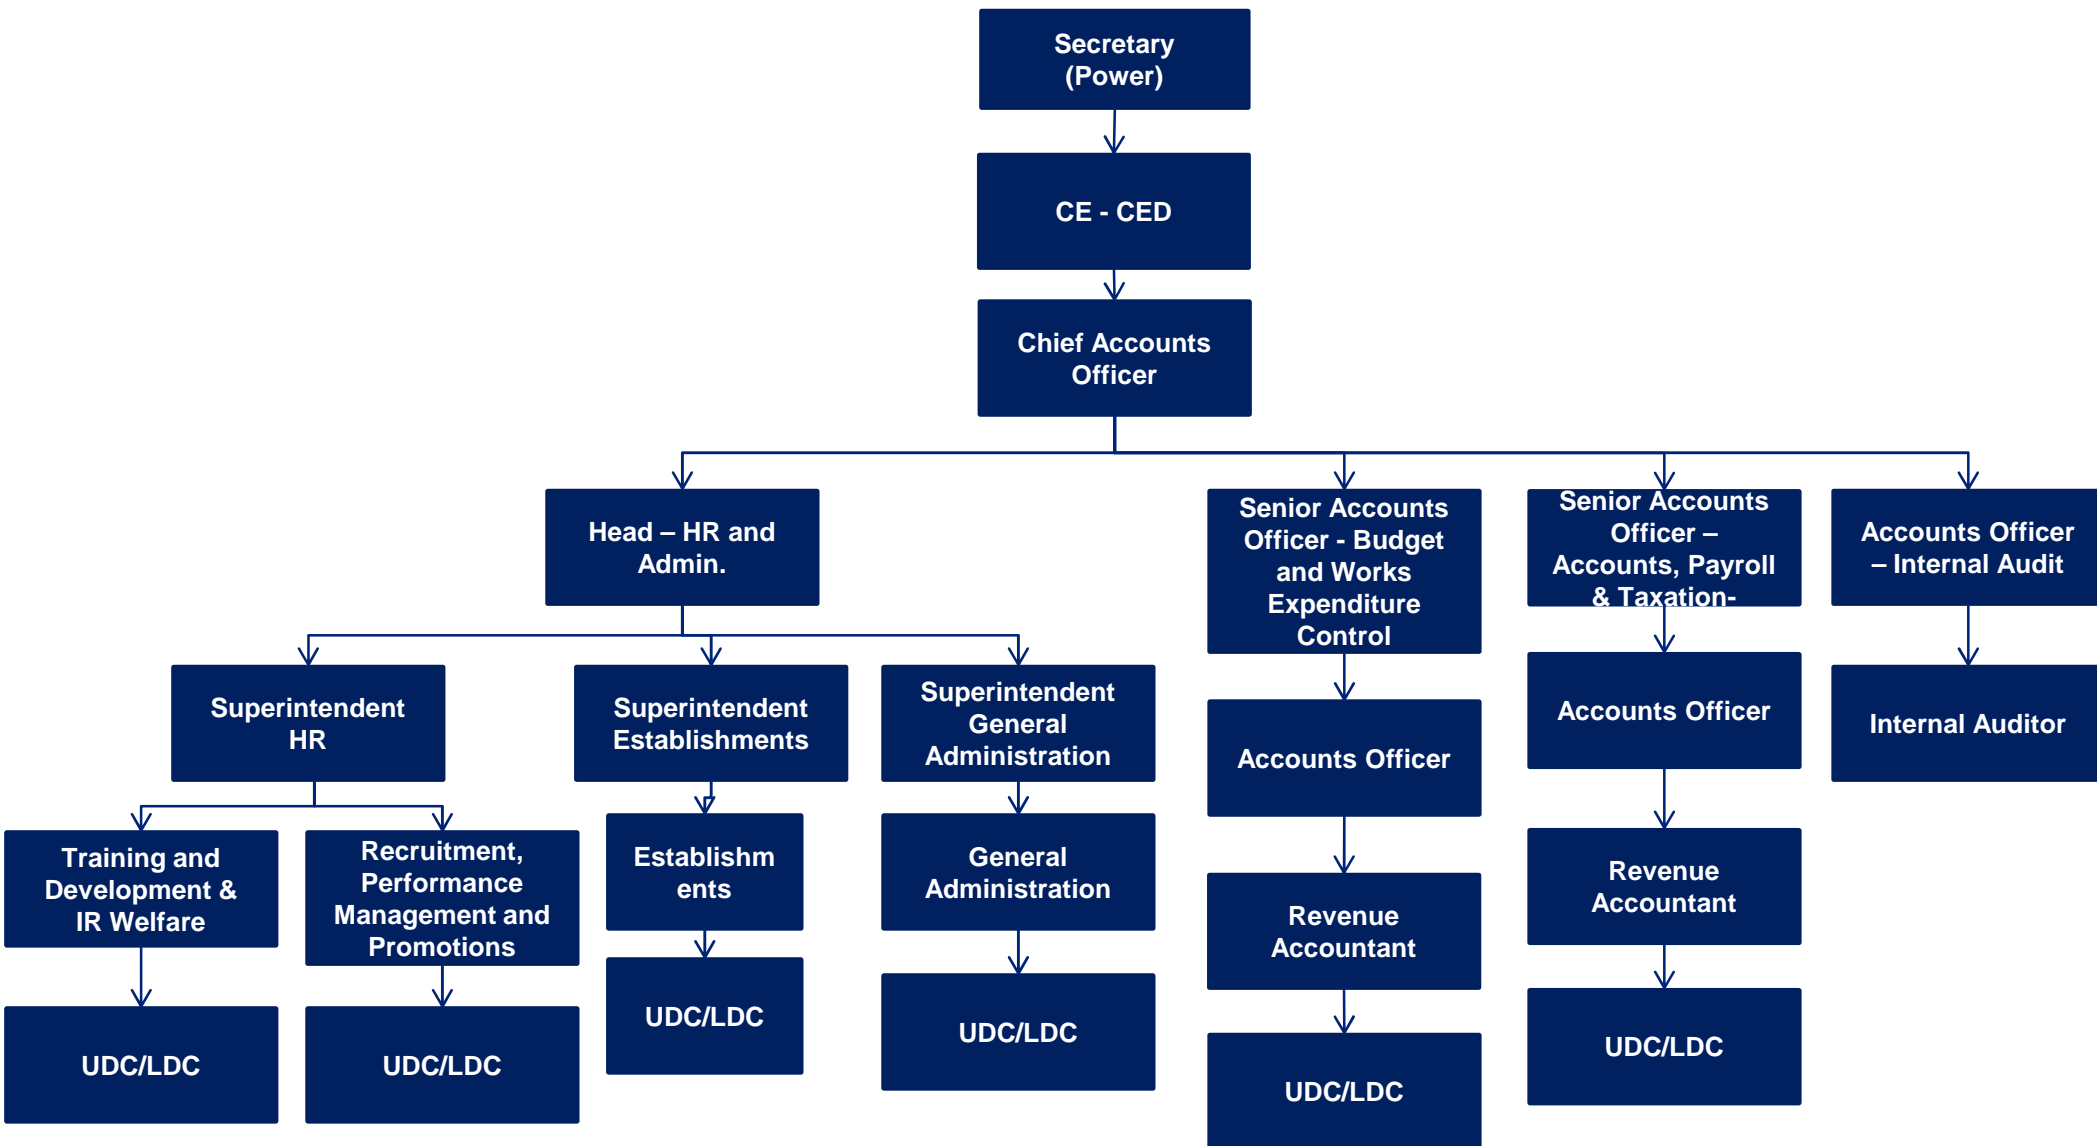 Secretary
(Power)
CE - CED
Chief Accounts
Officer
Head – HR and
Admin.
Senior Accounts
Officer - Budget
and Works
Expenditure
Control
Senior Accounts
Officer –
Accounts, Payroll
& Taxation-
Accounts Officer
– Internal Audit
Superintendent
HR
Superintendent
Establishments
Superintendent
General
Administration
Accounts Officer
Accounts Officer
Internal Auditor
Training and
Development &
IR Welfare
Recruitment,
Performance
Management and
Promotions
Establishm
ents
General
Administration
Revenue
Accountant
Revenue
Accountant
UDC/LDC
UDC/LDC
UDC/LDC
UDC/LDC
UDC/LDC
UDC/LDC